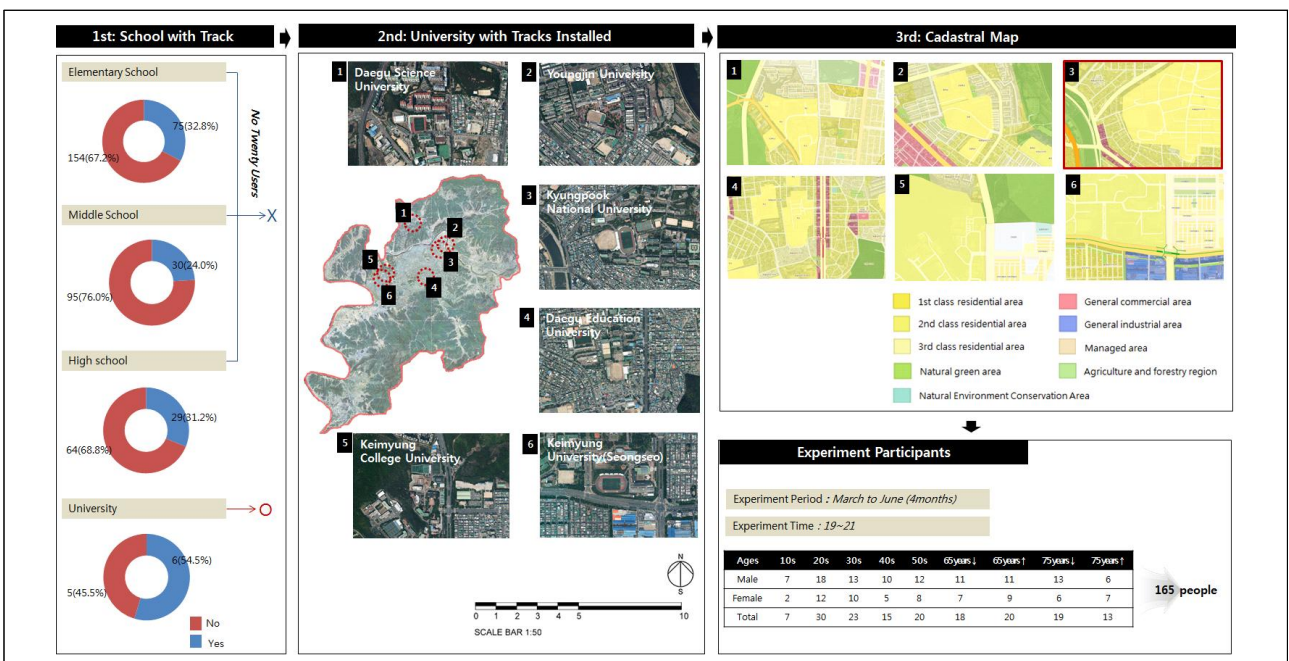 1st: School with Track
2nd: University with Tracks Installed
3rd: Cadastral Map
Elementary School
75(32.8%)
154(67.2%)
No Twenty Users
Middle School
X
30(24.0%)
95(76.0%)
High school
29(31.2%)
64(68.8%)
University
6(54.5%)
5(45.5%)
No
Yes
1
Daegu Science
University
2
Youngjin University
3
Kyungpook
National University
4
Daegu Education
University
5
Keimyung
College University
6
Keimyung
University(Seongseo)
1
2
3
4
5
6
N
S
0 1 2 3 4 5 10
SCALE BAR 1:50
1
2
3
4
5
6
1st class residential area
2nd class residential area
3rd class residential area
Natural green area
Natural Environment Conservation Area
General commercial area
General industrial area
Managed area
Agriculture and forestry region
Experiment Participants
Experiment Period : March to June (4months)
Experiment Time : 19~21
Ages 10s 20s 30s 40s 50s 65years↓ 65years↑ 75years↓ 75years↑
Male 7 18 13 10 12 11 11 13 6
Female 2 12 10 5 8 7 9 6 7
Total 7 30 23 15 20 18 20 19 13
165 people